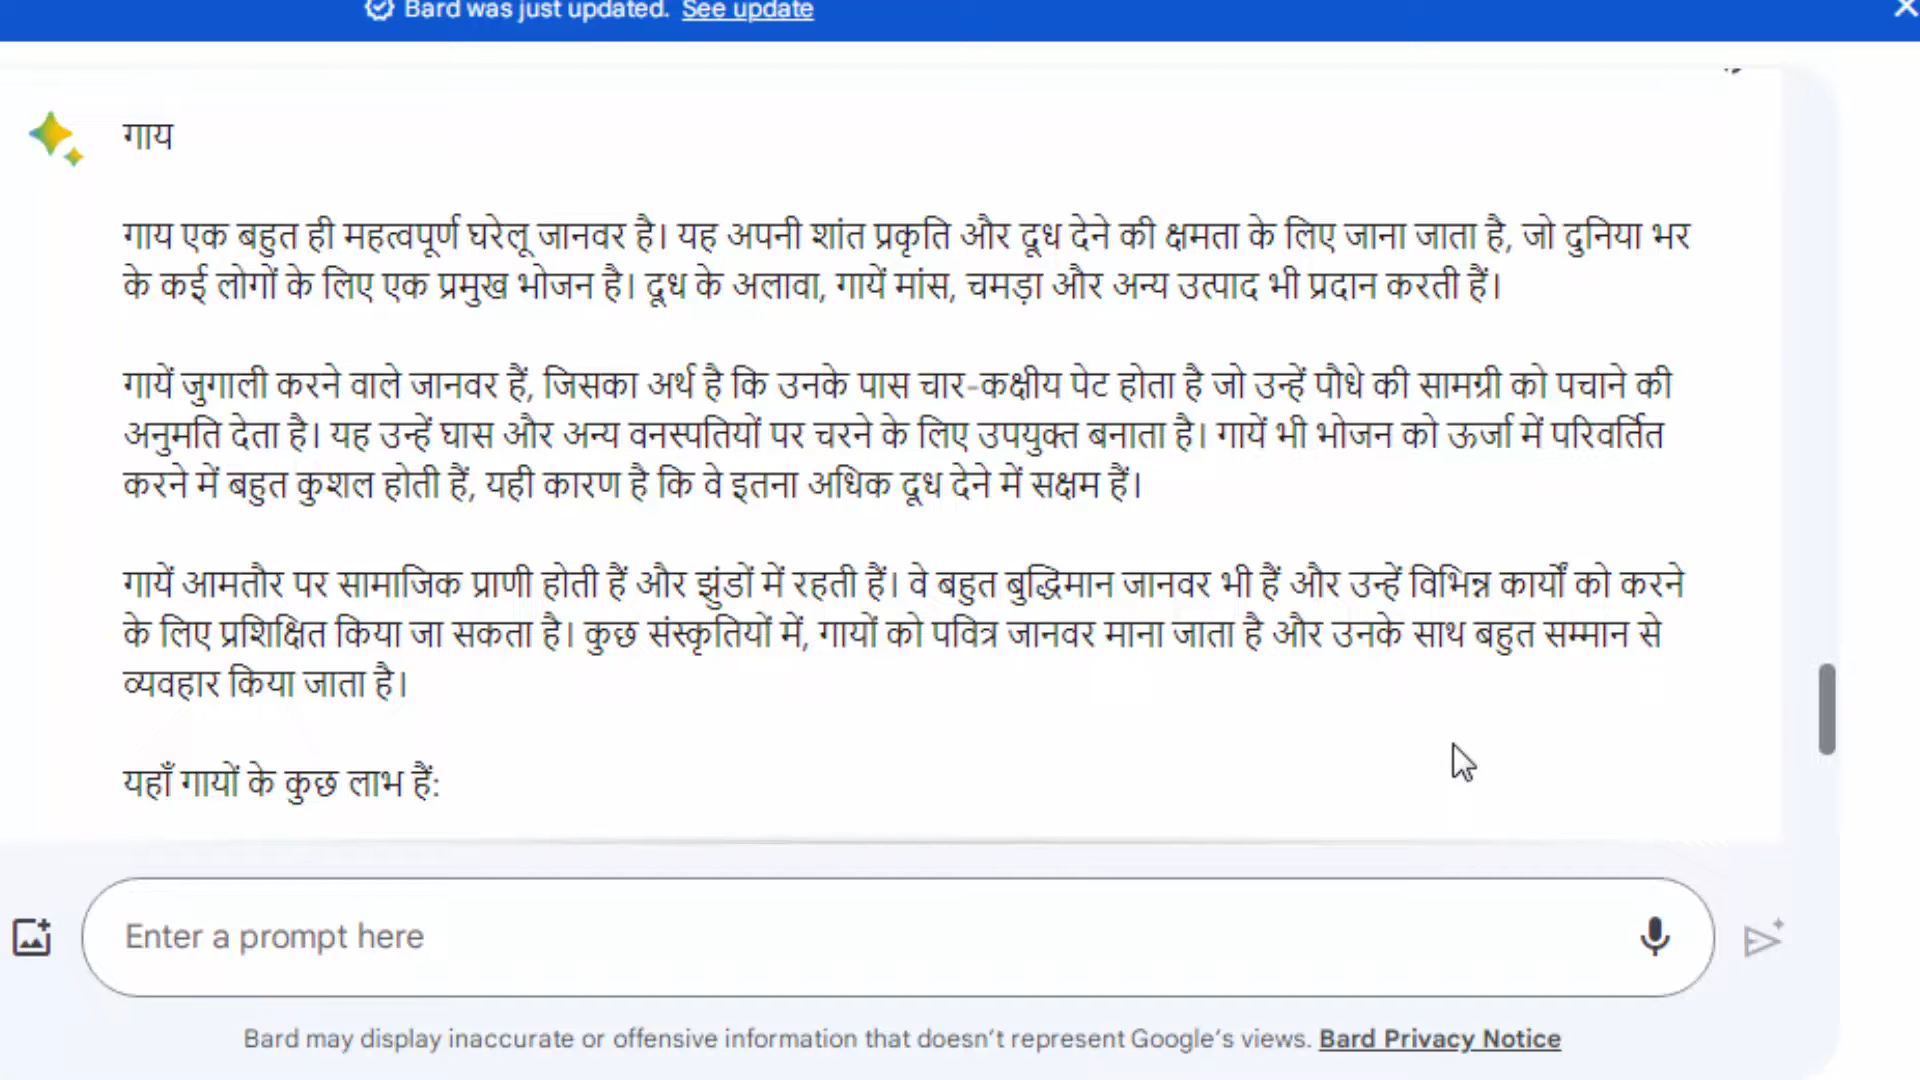 Bard was just updated. See update
गाय
गाय एक बहुत ही महत्वपूर्ण घरेलू जानवर है। यह अपनी शांत प्रकृति और दूध देने की क्षमता के लिए जाना जाता है, जो दुनिया भर
के कई लोगों के लिए एक प्रमुख भोजन है। दूध के अलावा, गायें मांस, चमड़ा और अन्य उत्पाद भी प्रदान करती हैं।
गायें जुगाली करने वाले जानवर हैं, जिसका अर्थ है कि उनके पास चार-कक्षीय पेट होता है जो उन्हें पौधे की सामग्री को पचाने की
अनुमति देता है। यह उन्हें घास और अन्य वनस्पतियों पर चरने के लिए उपयुक्त बनाता है। गायें भी भोजन को ऊर्जा में परिवर्तित
करने में बहुत कुशल होती हैं, यही कारण है कि वे इतना अधिक दूध देने में सक्षम हैं।
गायें आमतौर पर सामाजिक प्राणी होती हैं और झुंडों में रहती हैं। वे बहुत बुद्धिमान जानवर भी हैं और उन्हें विभिन्न कार्यों को करने
के लिए प्रशिक्षित किया जा सकता है। कुछ संस्कृतियों में, गायों को पवित्र जानवर माना जाता है और उनके साथ बहुत सम्मान से
व्यवहार किया जाता है।
यहाँ गायों के कुछ लाभ हैं:
Enter a prompt here
Bard may display inaccurate or offensive information that doesn't represent Google's views. Bard Privacy Notice